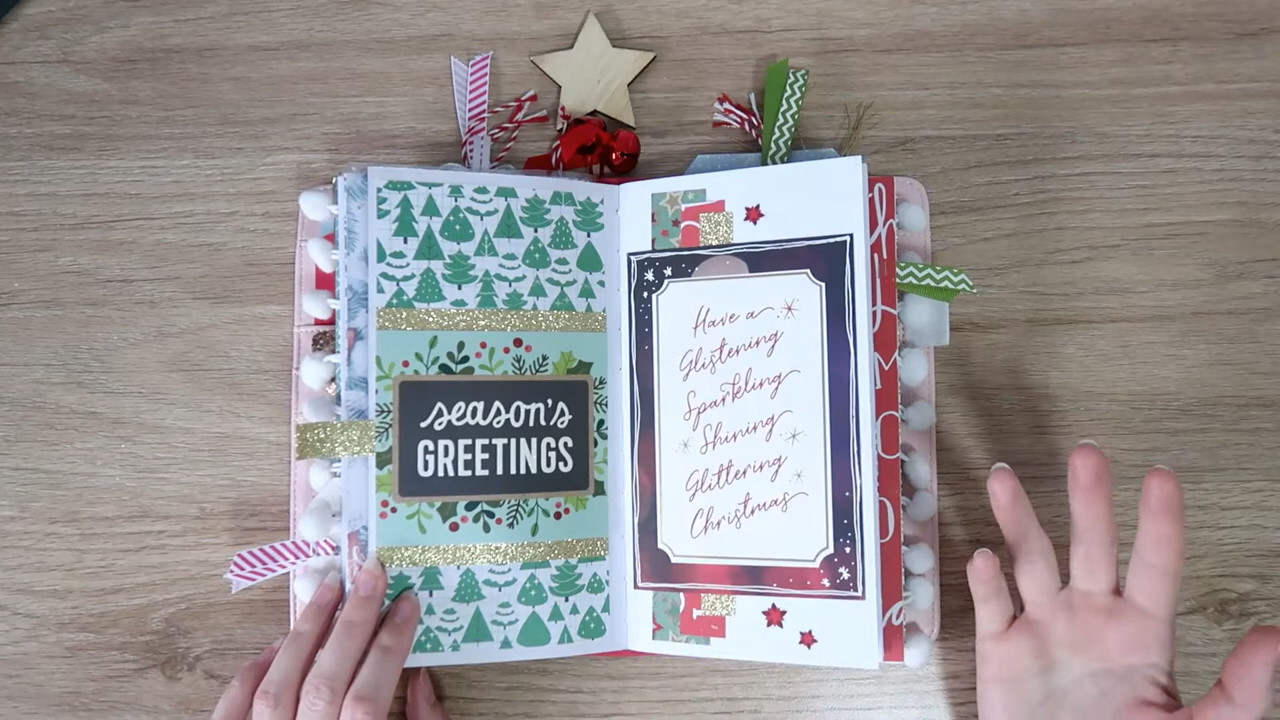 season's
GREETINGS
Have a
Glistening
Sparkling
Shining
Glittering
Christmas